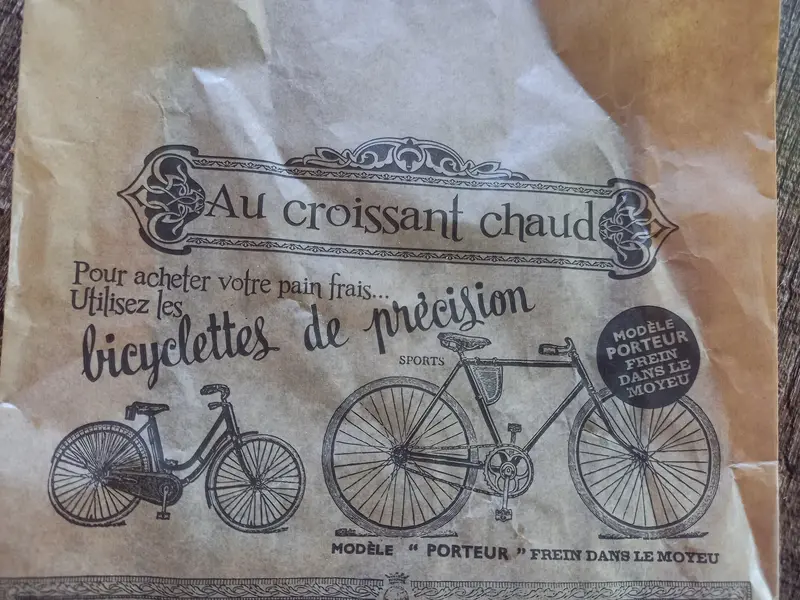 Au croissant chaud
Pour acheter votre pain frais...
Utilisez les
bicyclettes de précision
SPORTS
MODÈLE
PORTEUR
FREIN
DANS LE
MOYEU
MODÈLE “ PORTEUR ” FREIN DANS LE MOYEU